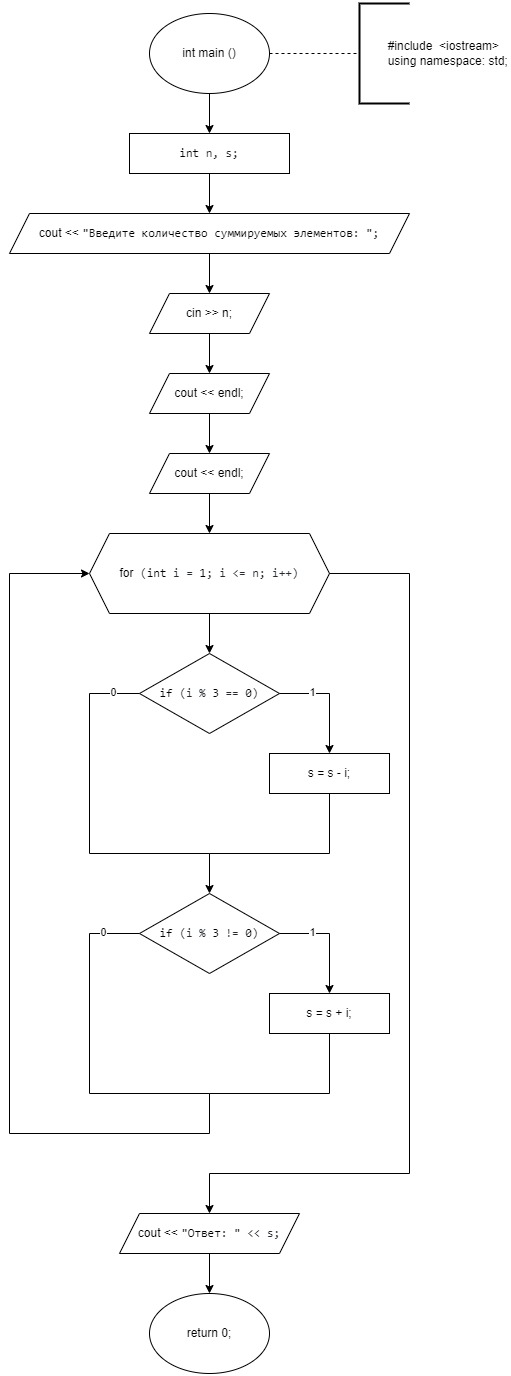 int main ()
#include <iostream>
using namespace: std;
int n, s;
cout << "Введите количество суммируемых элементов: ";
cin >> n;
cout << endl;
cout << endl;
for (int i = 1; i <= n; i++)
0
if (i % 3 == 0)
1
s = s - i;
0
if (i % 3 != 0)
1
s = s + i;
cout << "Ответ: " << s;
return 0;